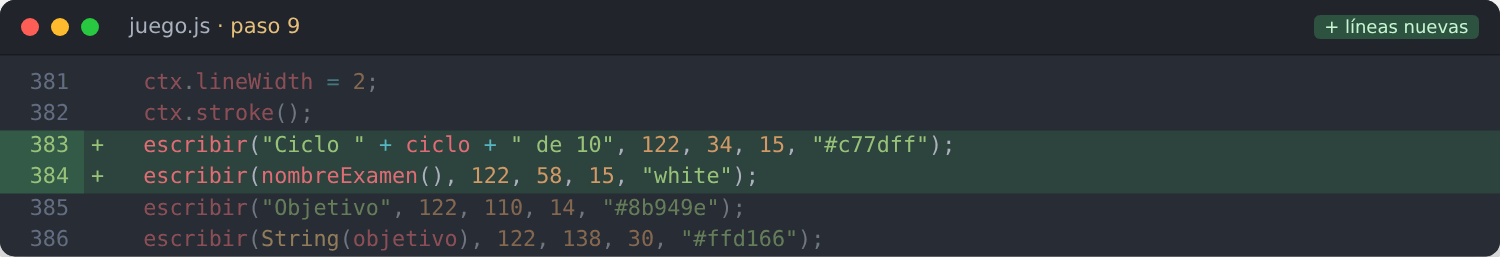 juego.js · paso 9
+ líneas nuevas
381 ctx.lineWidth = 2;
382 ctx.stroke();
383 + escribir("Ciclo " + ciclo + " de 10", 122, 34, 15, "#c77dff");
384 + escribir(nombreExamen(), 122, 58, 15, "white");
385 escribir("Objetivo", 122, 110, 14, "#8b949e");
386 escribir(String(objetivo), 122, 138, 30, "#ffd166");